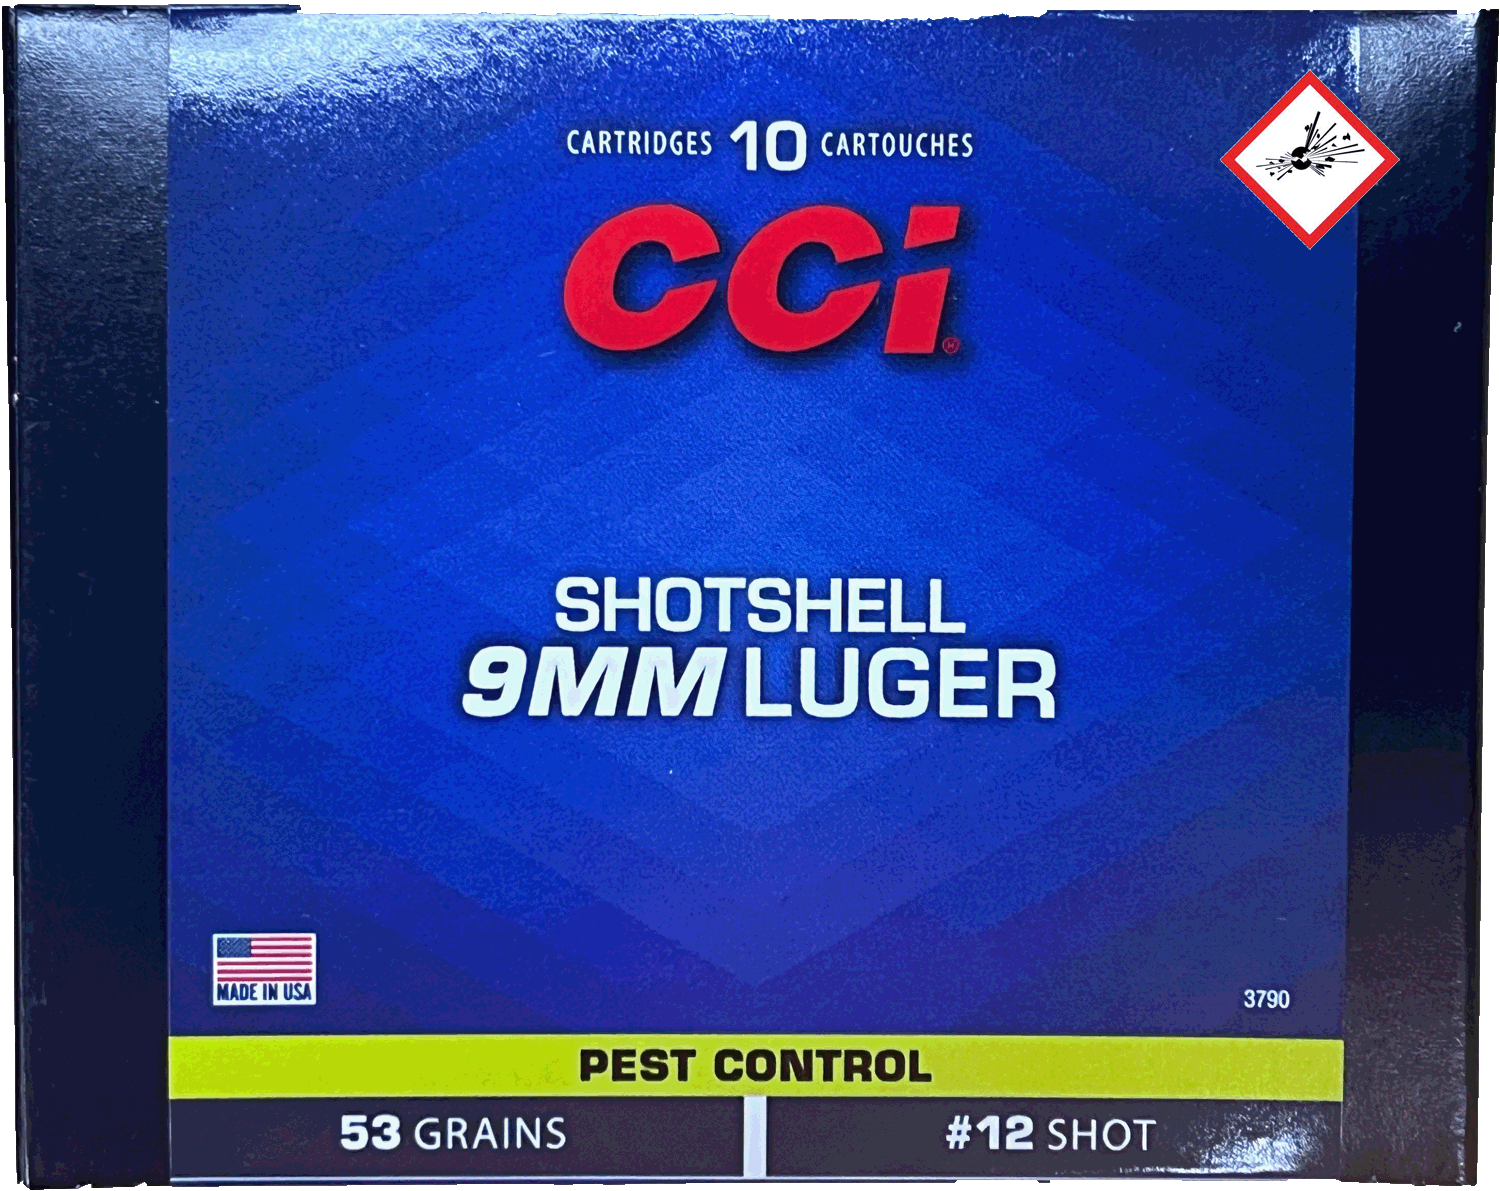 CARTRIDGES 10 CARTOUCHES
CCI®
SHOTSHELL
9MM LUGER
MADE IN USA
3790
PEST CONTROL
53 GRAINS
#12 SHOT